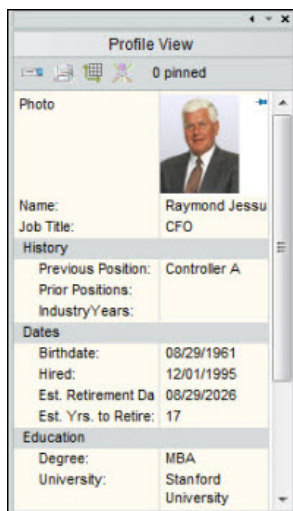 Profile View
0 pinned
Photo
Name: Raymond Jessu
Job Title: CFO
History
Previous Position: Controller A
Prior Positions:
IndustryYears:
Dates
Birthdate: 08/29/1961
Hired: 12/01/1995
Est. Retirement Da 08/29/2026
Est. Yrs. to Retire: 17
Education
Degree: MBA
University: Stanford
University